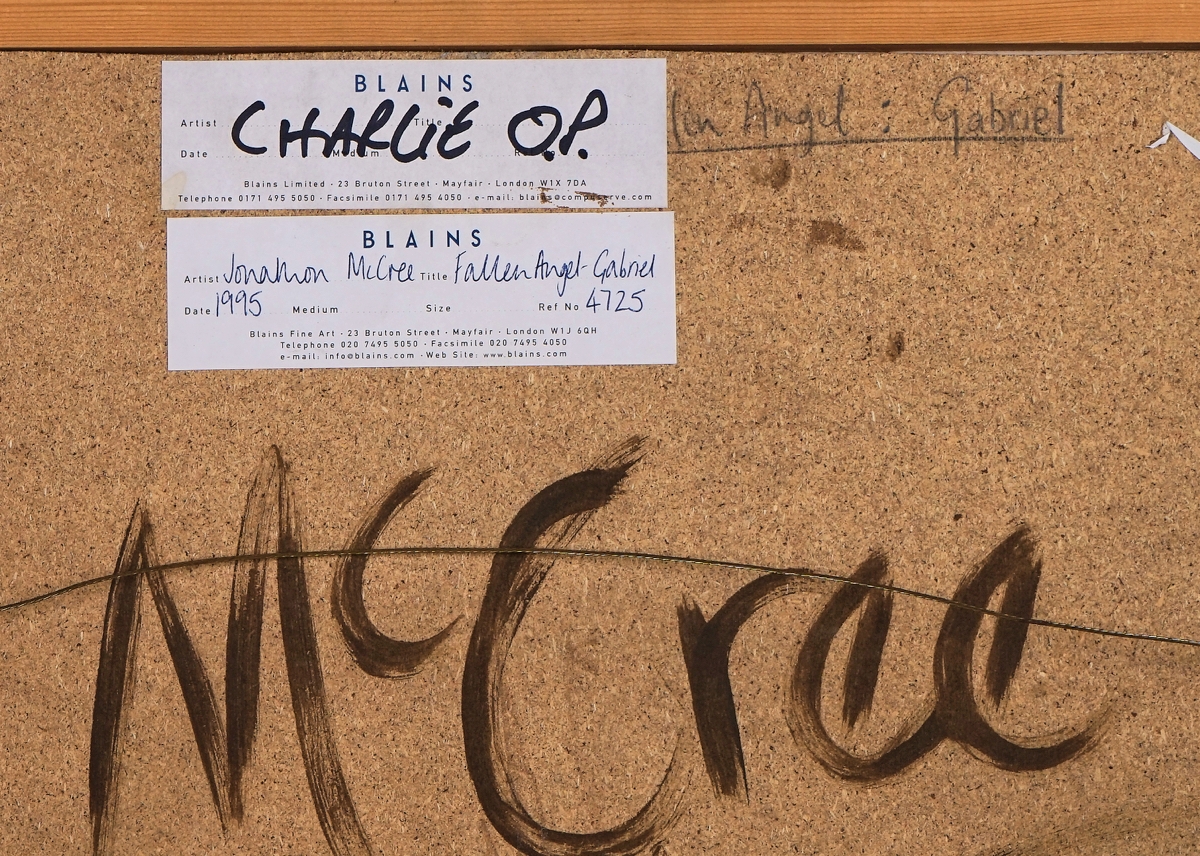 BLAINS
Artist Title
CHARLIE O.P.
Date Medium
Blains Limited · 23 Bruton Street · Mayfair · London W1X 7DA
Telephone 0171 495 5050 · Facsimile 0171 495 4050 · e-mail: blains@compuserve.com
Angel : Gabriel
BLAINS
Artist Jonathon McCree Title Fallen Angel - Gabriel
Date 1995 Medium Size Ref No 4725
Blains Fine Art · 23 Bruton Street · Mayfair · London W1J 6QH
Telephone 020 7495 5050 · Facsimile 020 7495 4050
e-mail: info@blains.com · Web Site: www.blains.com
McCree